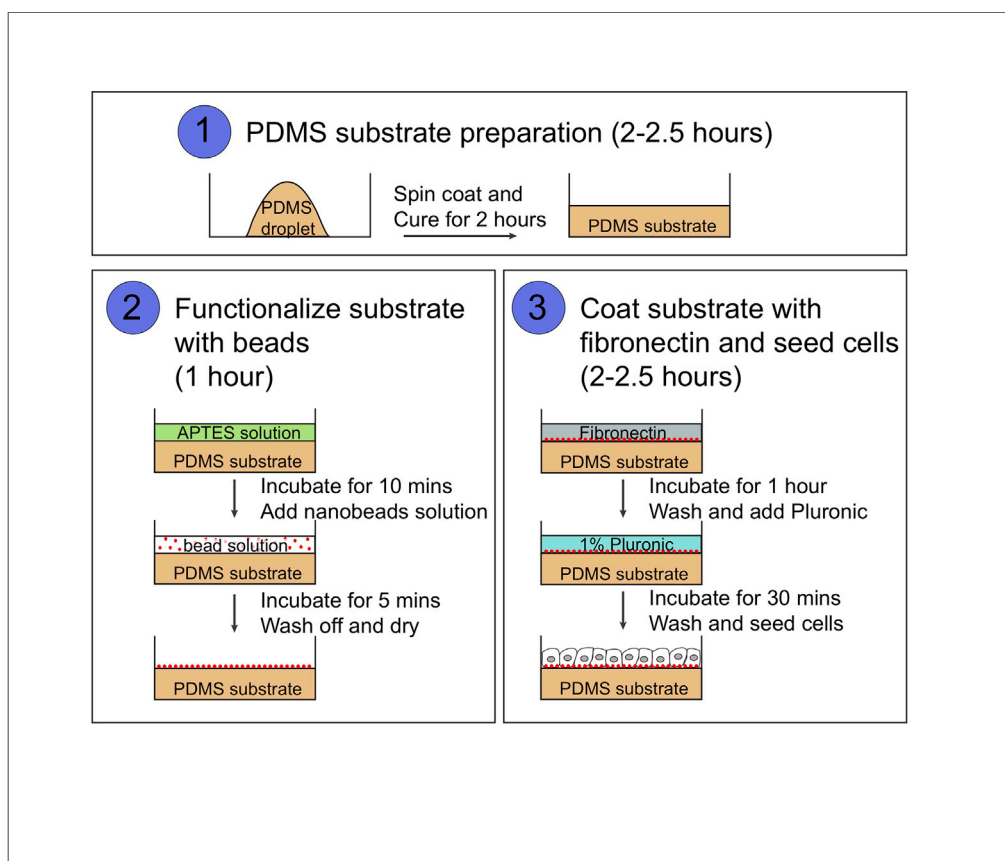 1 PDMS substrate preparation (2-2.5 hours)
PDMS
droplet
Spin coat and
Cure for 2 hours
PDMS substrate
2 Functionalize substrate
with beads
(1 hour)
APTES solution
PDMS substrate
Incubate for 10 mins
Add nanobeads solution
bead solution
PDMS substrate
Incubate for 5 mins
Wash off and dry
PDMS substrate
3 Coat substrate with
fibronectin and seed cells
(2-2.5 hours)
Fibronectin
PDMS substrate
Incubate for 1 hour
Wash and add Pluronic
1% Pluronic
PDMS substrate
Incubate for 30 mins
Wash and seed cells
PDMS substrate